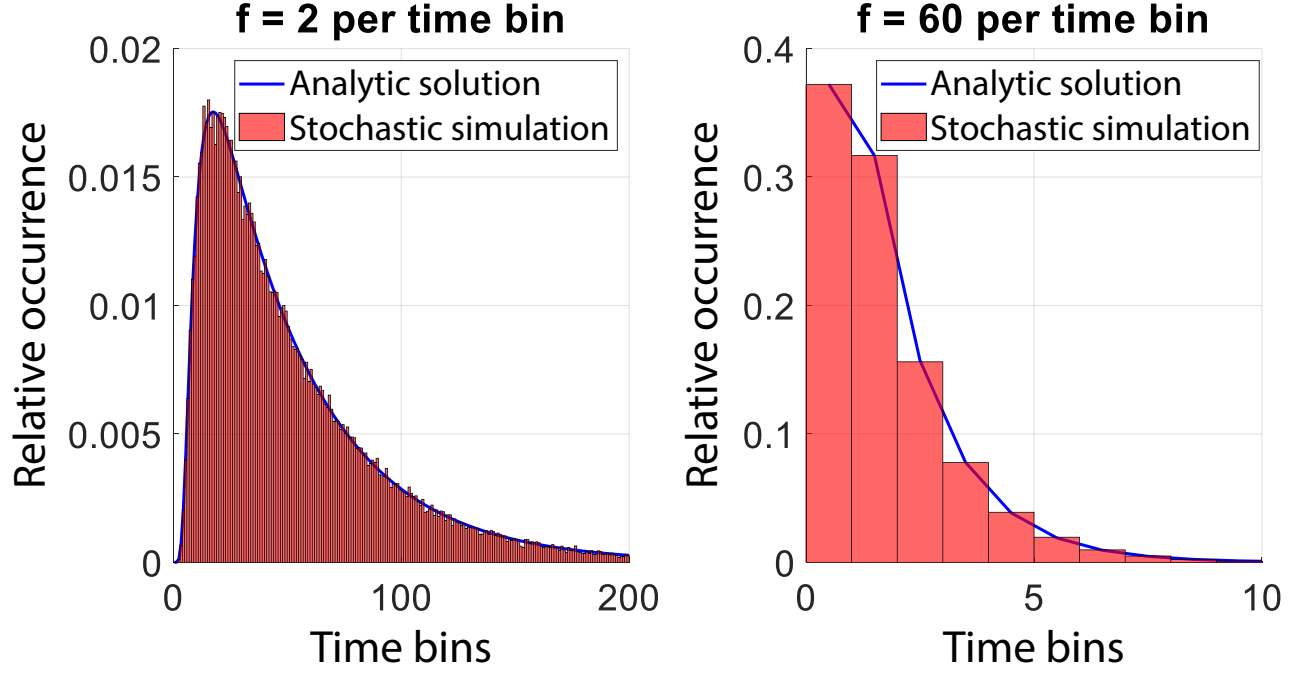 f = 2 per time bin
Relative occurrence
0.02
0.015
0.01
0.005
0
Analytic solution
Stochastic simulation
0 100 200
Time bins
f = 60 per time bin
Relative occurrence
0.4
0.3
0.2
0.1
0
Analytic solution
Stochastic simulation
0 5 10
Time bins